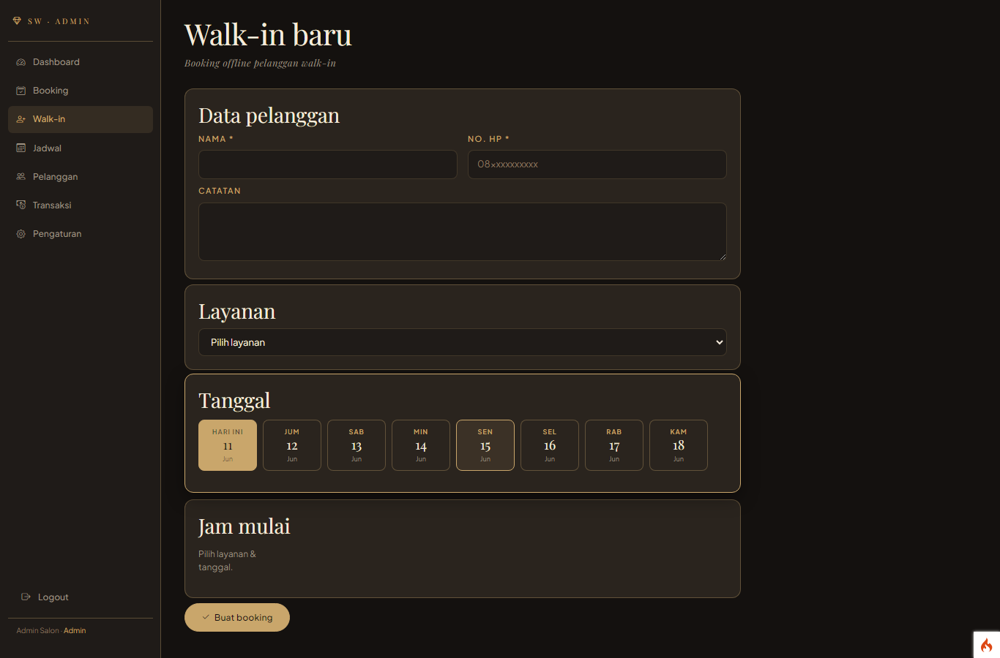 SW · ADMIN
Dashboard
Booking
Walk-in
Jadwal
Pelanggan
Transaksi
Pengaturan
Logout
Admin Salon · Admin
Walk-in baru
Booking offline pelanggan walk-in
Data pelanggan
NAMA *
NO. HP *
08xxxxxxxxxx
CATATAN
Layanan
Pilih layanan
Tanggal
HARI INI
11
Jun
JUM
12
Jun
SAB
13
Jun
MIN
14
Jun
SEN
15
Jun
SEL
16
Jun
RAB
17
Jun
KAM
18
Jun
Jam mulai
Pilih layanan &
tanggal.
Buat booking